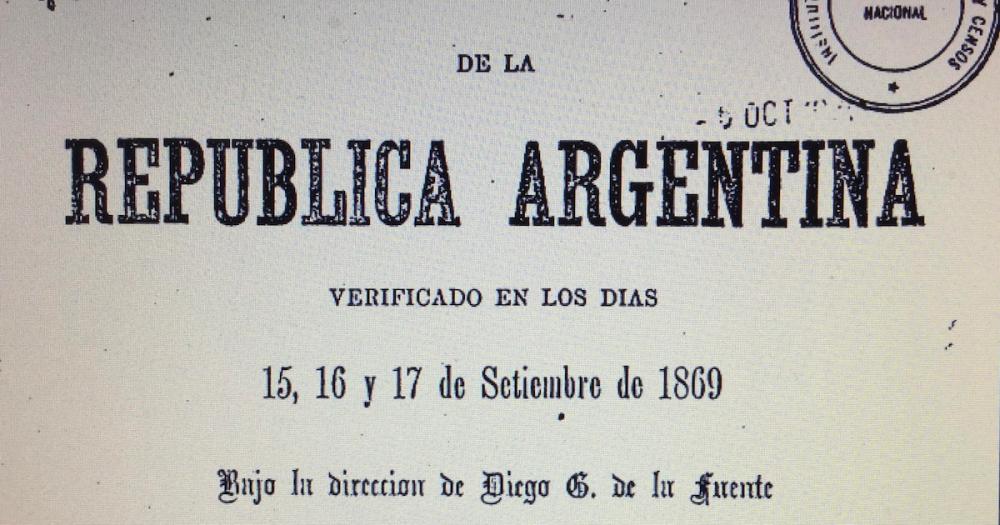 NACIONAL
CENSOS
DE LA
OCT
REPUBLICA ARGENTINA
VERIFICADO EN LOS DIAS
15, 16 y 17 de Setiembre de 1869
Bajo la direccion de Diego G. de la Fuente